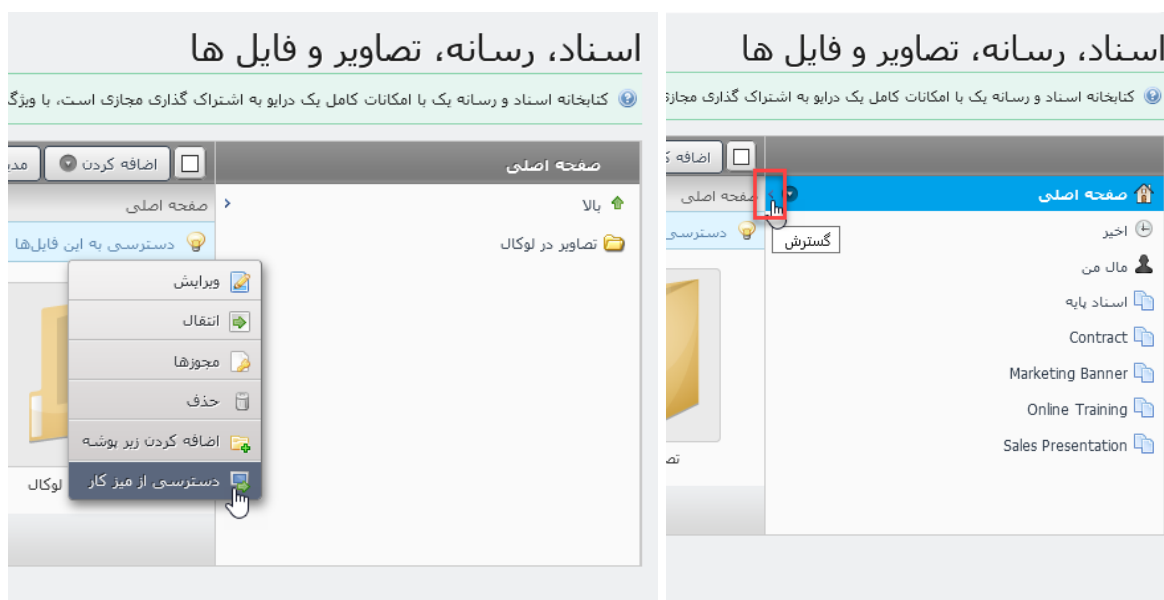 اسناد، رسانه، تصاویر و فایل ها
کتابخانه اسناد و رسانه یک با امکانات کامل یک درایو به اشتراک گذاری مجازی است، با ویژگ
صفحه اصلی
بالا
تصاویر در لوکال
اضافه کردن
مدی
صفحه اصلی
دسترسی به این فایل‌ها
ویرایش
انتقال
مجوزها
حذف
اضافه کردن زیر پوشه
دسترسی از میز کار
لوکال
اسناد، رسانه، تصاویر و فایل ها
کتابخانه اسناد و رسانه یک با امکانات کامل یک درایو به اشتراک گذاری مجازی
صفحه اصلی
اخیر
مال من
اسناد پایه
Contract
Marketing Banner
Online Training
Sales Presentation
اضافه ک
صفحه اصلی
گسترش
دسترسی
تص